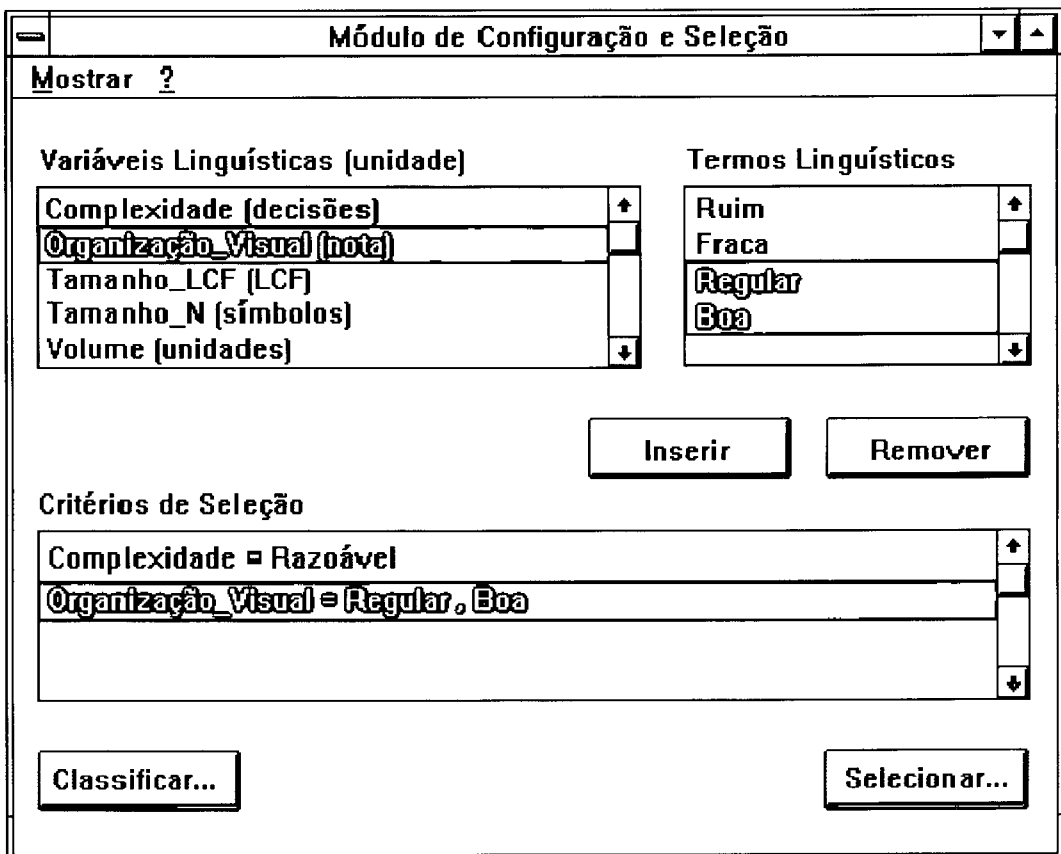 Módulo de Configuração e Seleção
Mostrar ?
Variáveis Linguísticas (unidade)
Complexidade (decisões)
Organização_Visual (nota)
Tamanho_LCF (LCF)
Tamanho_N (símbolos)
Volume (unidades)
Termos Linguísticos
Ruim
Fraca
Regular
Boa
Inserir
Remover
Critérios de Seleção
Complexidade = Razoável
Organização_Visual = Regular, Boa
Classificar...
Selecionar...